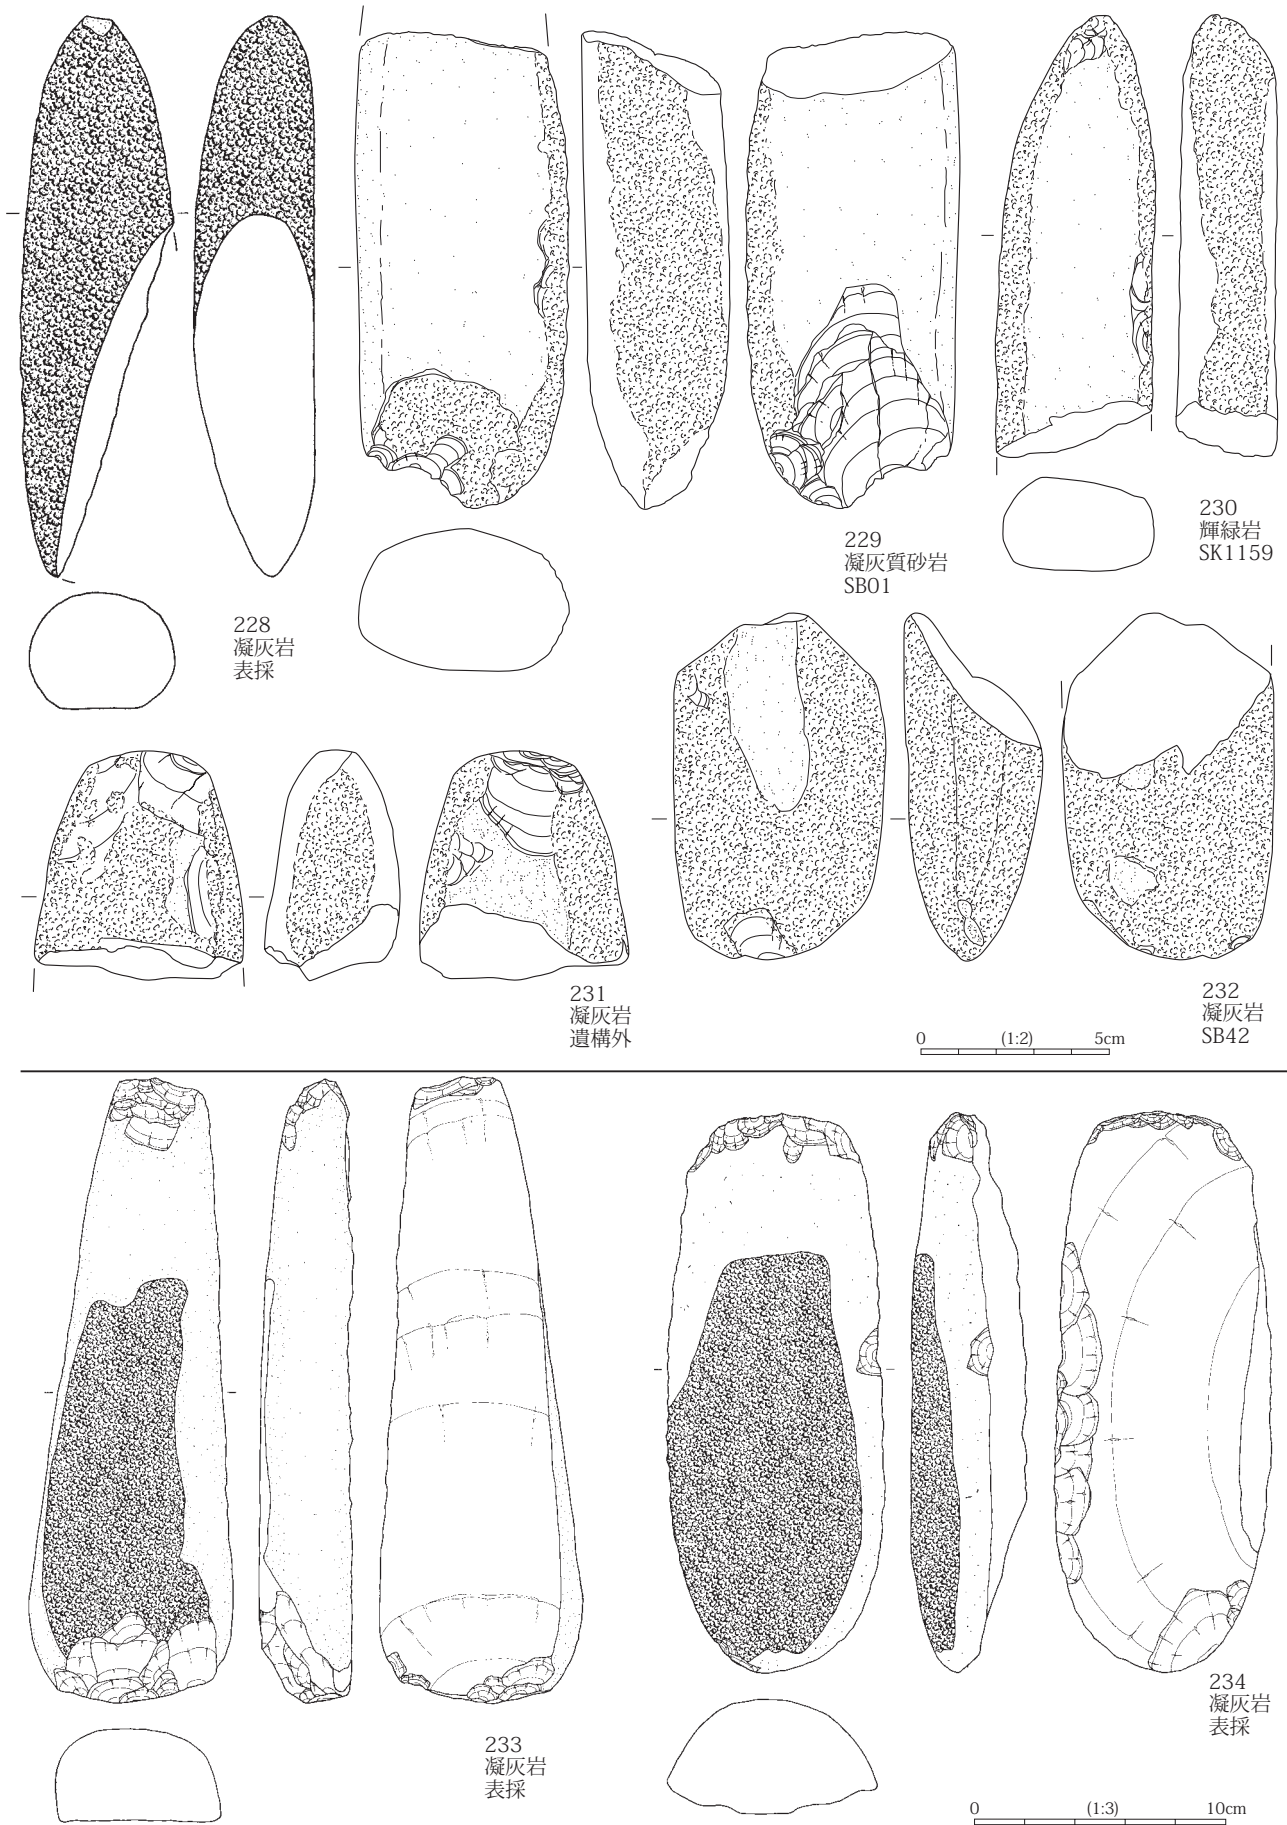 228
凝灰岩
表採
229
凝灰質砂岩
SB01
230
輝緑岩
SK1159
231
凝灰岩
遺構外
232
凝灰岩
SB42
0 (1:2) 5cm
233
凝灰岩
表採
234
凝灰岩
表採
0 (1:3) 10cm